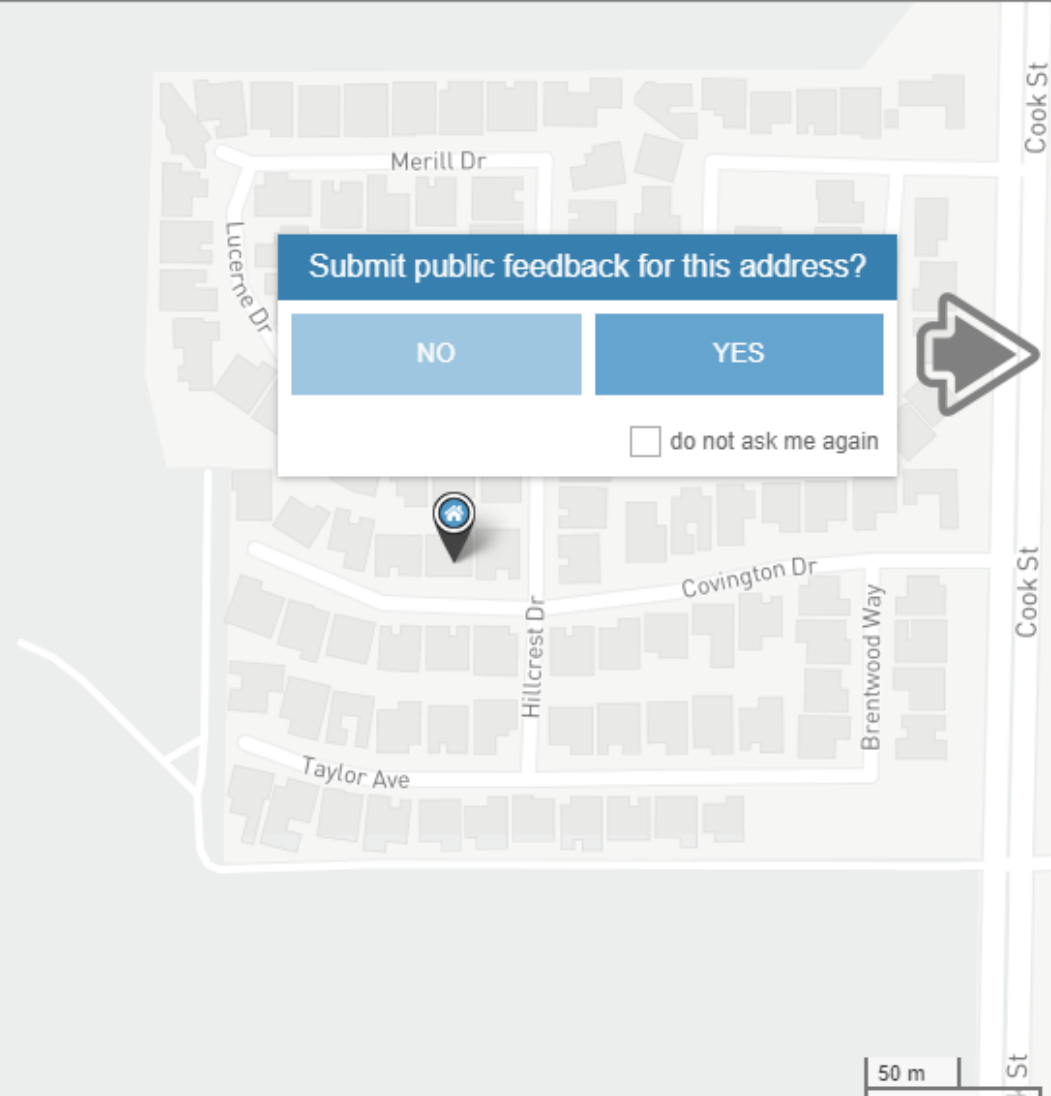 Cook St
Merill Dr
Lucerne Dr
Submit public feedback for this address?
NO
YES
do not ask me again
Covington Dr
Cook St
Brentwood Way
Hillcrest Dr
Taylor Ave
St
50 m